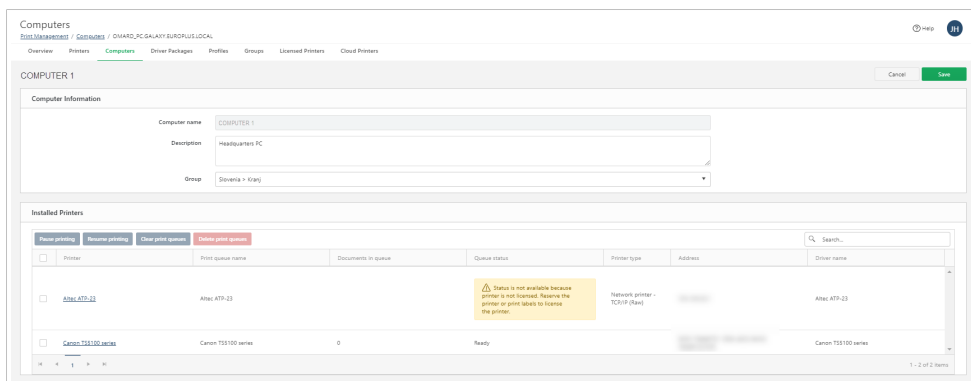 Computers
Help
JH
Print Management / Computers / OMARD_PC.GALAXY.EUROPLUS.LOCAL
Overview Printers Computers Driver Packages Profiles Groups Licensed Printers Cloud Printers
COMPUTER 1
Cancel Save
Computer Information
Computer name COMPUTER 1
Description Headquarters PC
Group Slovenia > Kranj
Installed Printers
Pause printing Resume printing Clear print queues Delete print queues Search...
Printer Print queue name Documents in queue Queue status Printer type Address Driver name
Altec ATP-23 Altec ATP-23 Status is not available because
printer is not licensed. Reserve the
printer or print labels to license
the printer. Network printer -
TCP/IP (Raw) Altec ATP-23
Canon TS5100 series Canon TS5100 series 0 Ready Canon TS5100 series
1 1 - 2 of 2 items